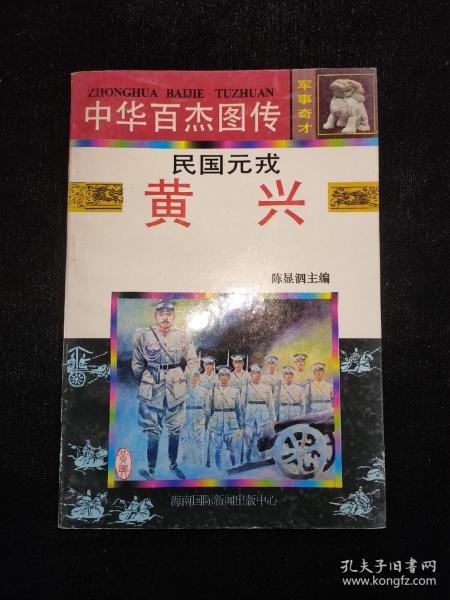 ZHONGHUA BAIJIE TUZHUAN
中华百杰图传
军事奇才
民国元戎
黄兴
陈显泗主编
黄兴
海南国际新闻出版中心
孔夫子旧书网
www.kongfz.com